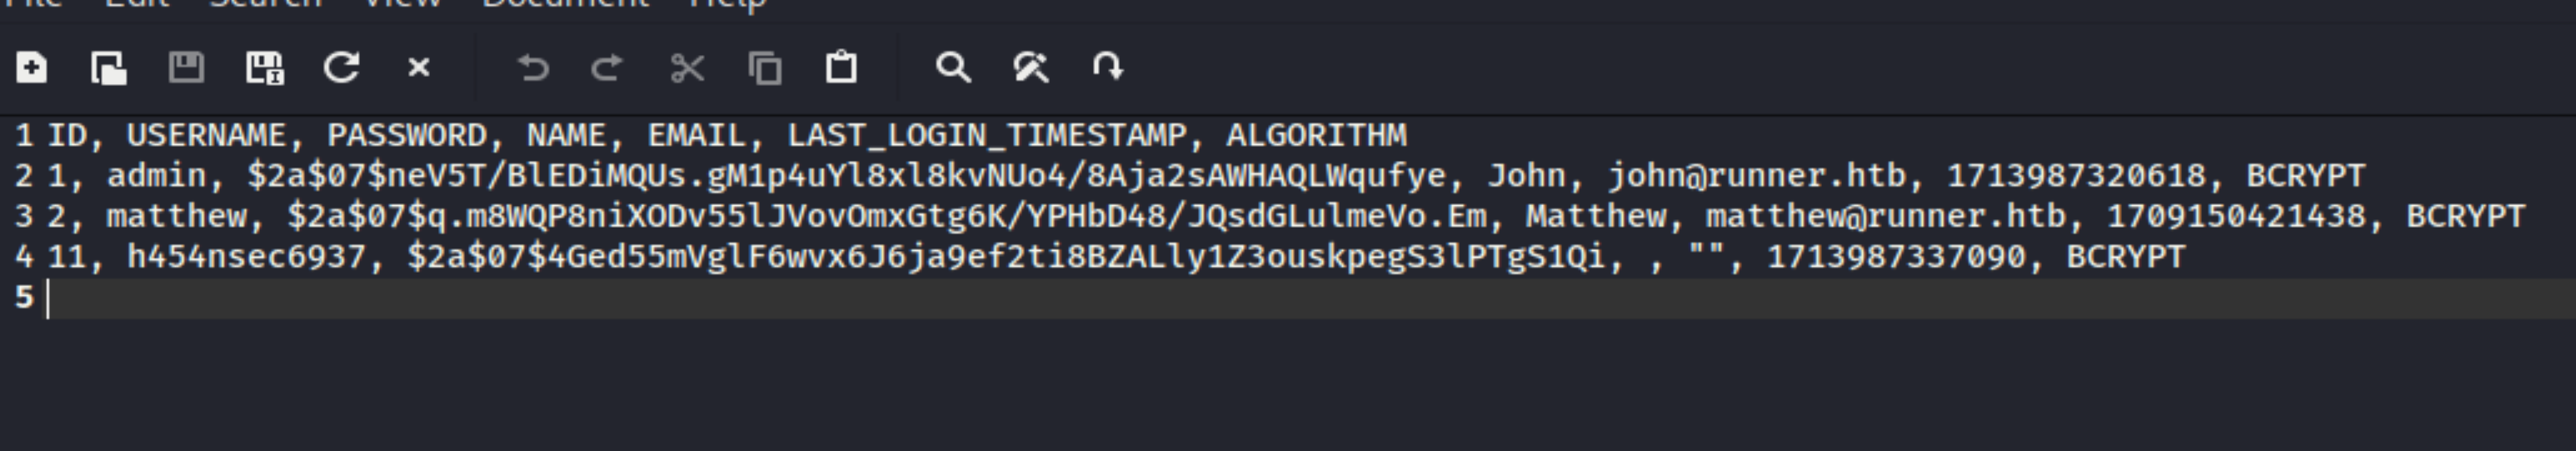 File Edit Search View Document Help
1 ID, USERNAME, PASSWORD, NAME, EMAIL, LAST_LOGIN_TIMESTAMP, ALGORITHM
2 1, admin, $2a$07$neV5T/BlEDiMQUs.gM1p4uYl8xl8kvNUo4/8Aja2sAWHAQLWqufye, John, john@runner.htb, 1713987320618, BCRYPT
3 2, matthew, $2a$07$q.m8WQP8niXODv55lJVovOmxGtg6K/YPHbD48/JQsdGLulmeVo.Em, Matthew, matthew@runner.htb, 1709150421438, BCRYPT
4 11, h454nsec6937, $2a$07$4Ged55mVglF6wvx6J6ja9ef2ti8BZALly1Z3ouskpegS3lPTgS1Qi, , "", 1713987337090, BCRYPT
5